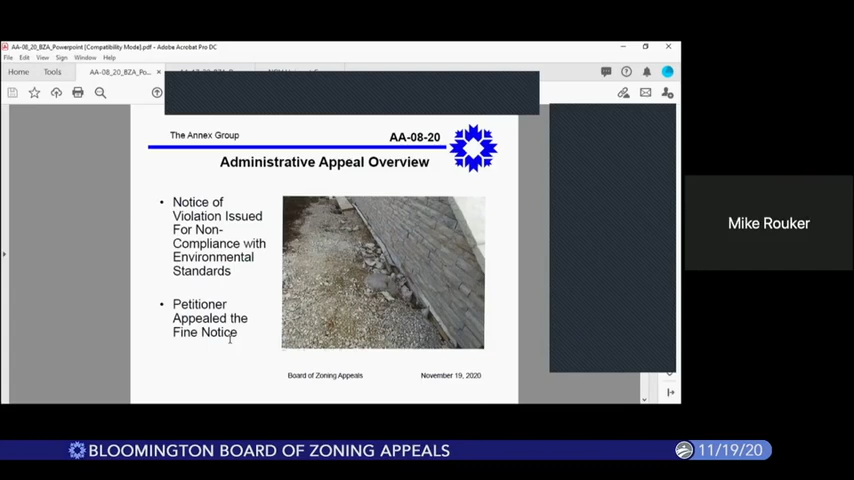 AA-08_20_BZA_Powerpoint [Compatibility Mode].pdf - Adobe Acrobat Pro DC
File Edit View Sign Window Help
Home Tools AA-08_20_BZA_Po... ×
The Annex Group
AA-08-20
Administrative Appeal Overview
• Notice of
Violation Issued
For Non-
Compliance with
Environmental
Standards
• Petitioner
Appealed the
Fine Notice
Board of Zoning Appeals
November 19, 2020
Mike Rouker
BLOOMINGTON BOARD OF ZONING APPEALS
11/19/20